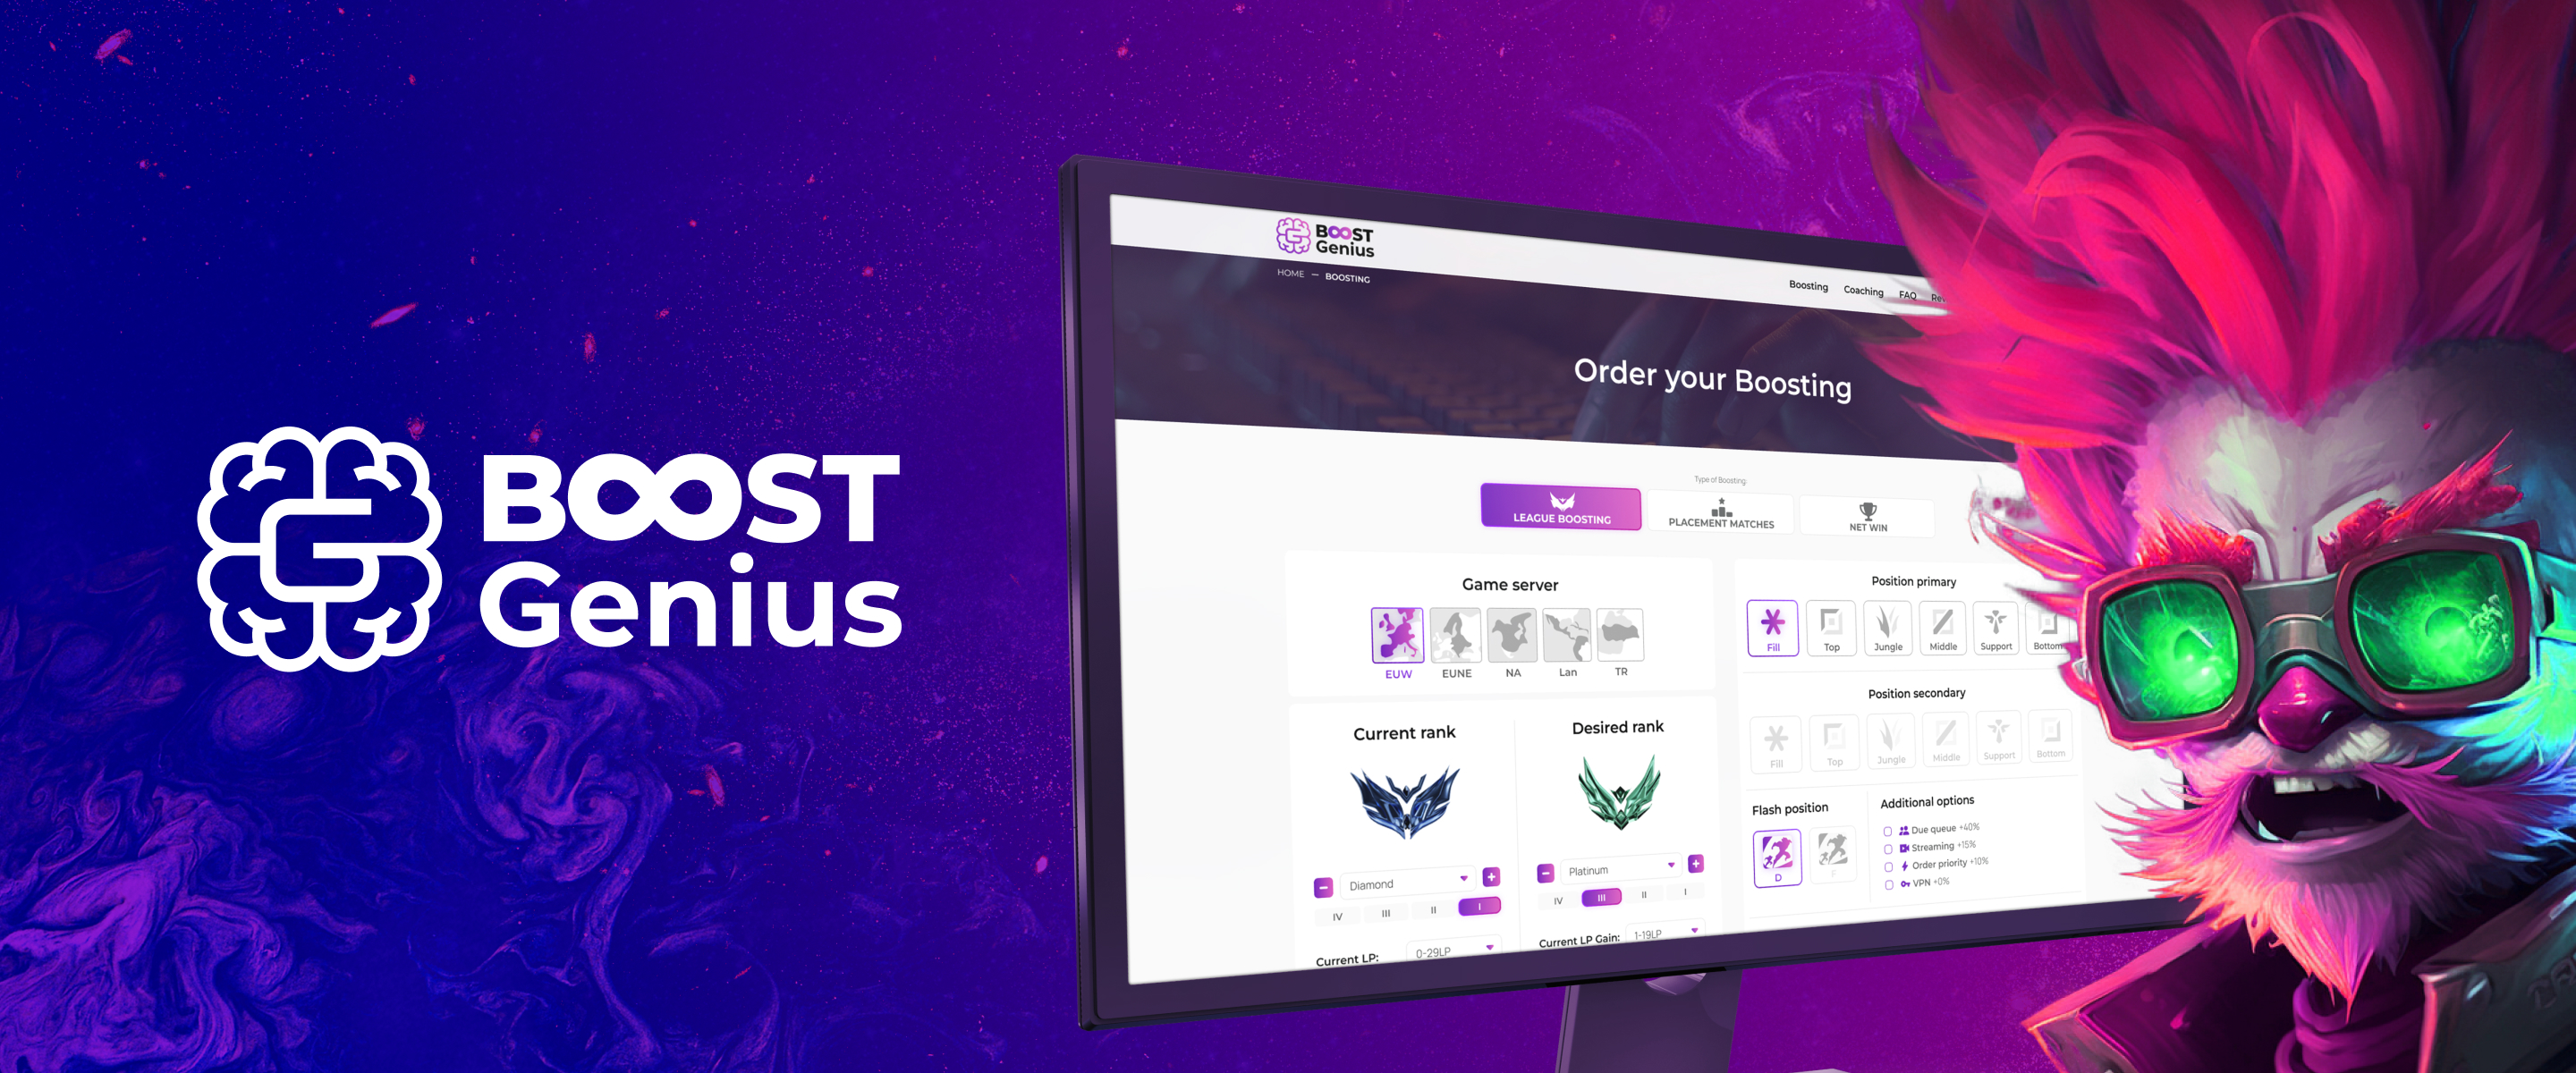 BOOST
Genius
BOOST
Genius
HOME — BOOSTING
Boosting Coaching FAQ
Order your Boosting
Type of Boosting
LEAGUE BOOSTING
PLACEMENT MATCHES
NET WIN
Game server
EUW EUNE NA Lan TR
Position primary
Fill Top Jungle Middle Support Bottom
Position secondary
Fill Top Jungle Middle Support Bottom
Current rank
Diamond
IV III II I
Current LP: 0-29LP
Desired rank
Platinum
IV III II I
Current LP Gain: 1-19LP
Flash position
D F
Additional options
Due queue +40%
Streaming +15%
Order priority +10%
VPN +0%